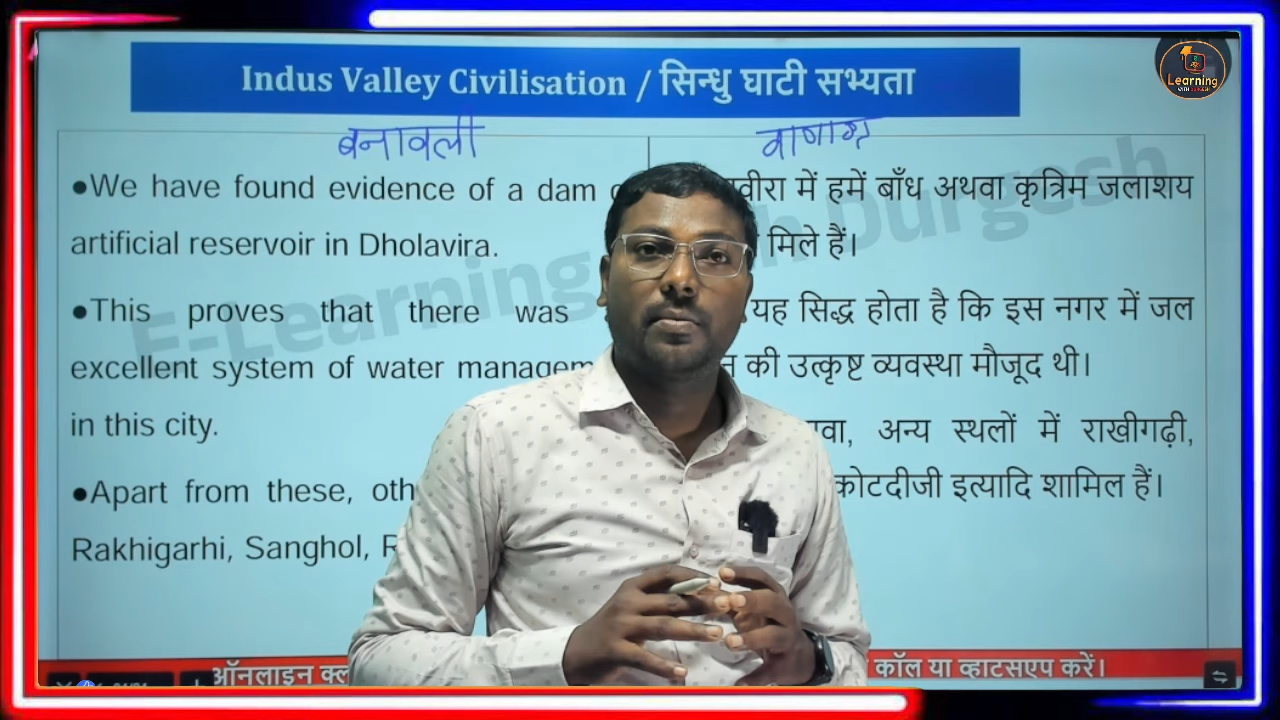 Learning
Indus Valley Civilisation / सिन्धु घाटी सभ्यता
बनावली
●We have found evidence of a dam
artificial reservoir in Dholavira.
●This proves that there was
excellent system of water
in this city.
●Apart from these,
Rakhigarhi, Sanghol,
में हमें बाँध अथवा कृत्रिम जलाशय
मिले हैं।
यह सिद्ध होता है कि इस नगर में जल
की उत्कृष्ट व्यवस्था मौजूद थी।
अन्य स्थलों में राखीगढ़ी,
कोटदीजी इत्यादि शामिल हैं।
E-Learning Durgesh
ऑनलाइन
कॉल या व्हाटसएप करें।